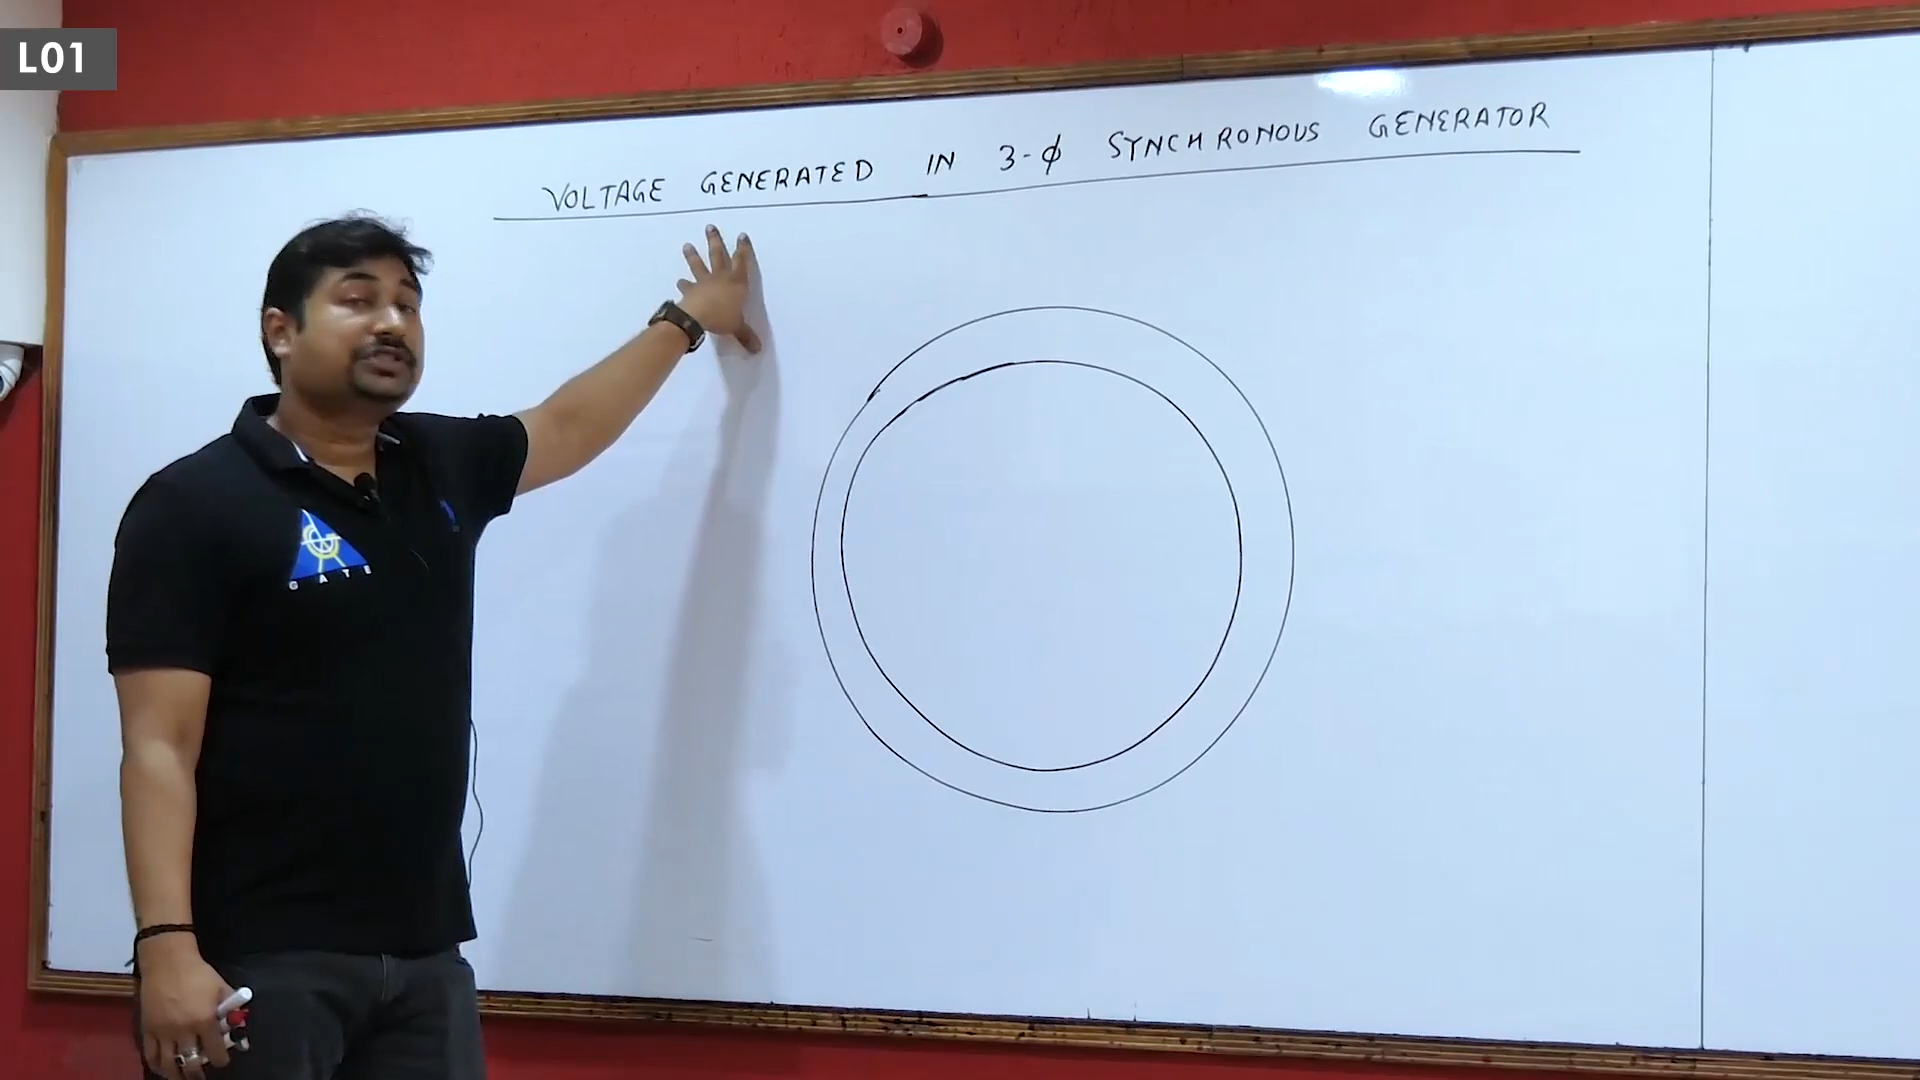 L01
VOLTAGE GENERATED IN 3-ϕ SYNCHRONOUS GENERATOR
GATE